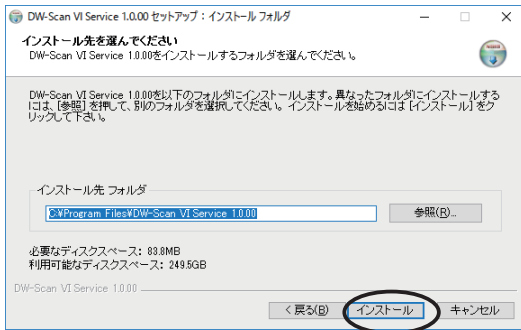 DW-Scan VI Service 1.0.00 セットアップ：インストール フォルダ
インストール先を選んでください
DW-Scan VI Service 1.0.00をインストールするフォルダを選んでください。
DW-Scan VI Service 1.0.00を以下のフォルダにインストールします。異なったフォルダにインストールする
には、[参照] を押して、別のフォルダを選択してください。インストールを始めるには [インストール] をク
リックして下さい。
インストール先 フォルダ
C:¥Program Files¥DW-Scan VI Service 1.0.00
参照(R)...
必要なディスクスペース: 83.8MB
利用可能なディスクスペース: 249.5GB
DW-Scan VI Service 1.0.00
< 戻る(B)
インストール
キャンセル